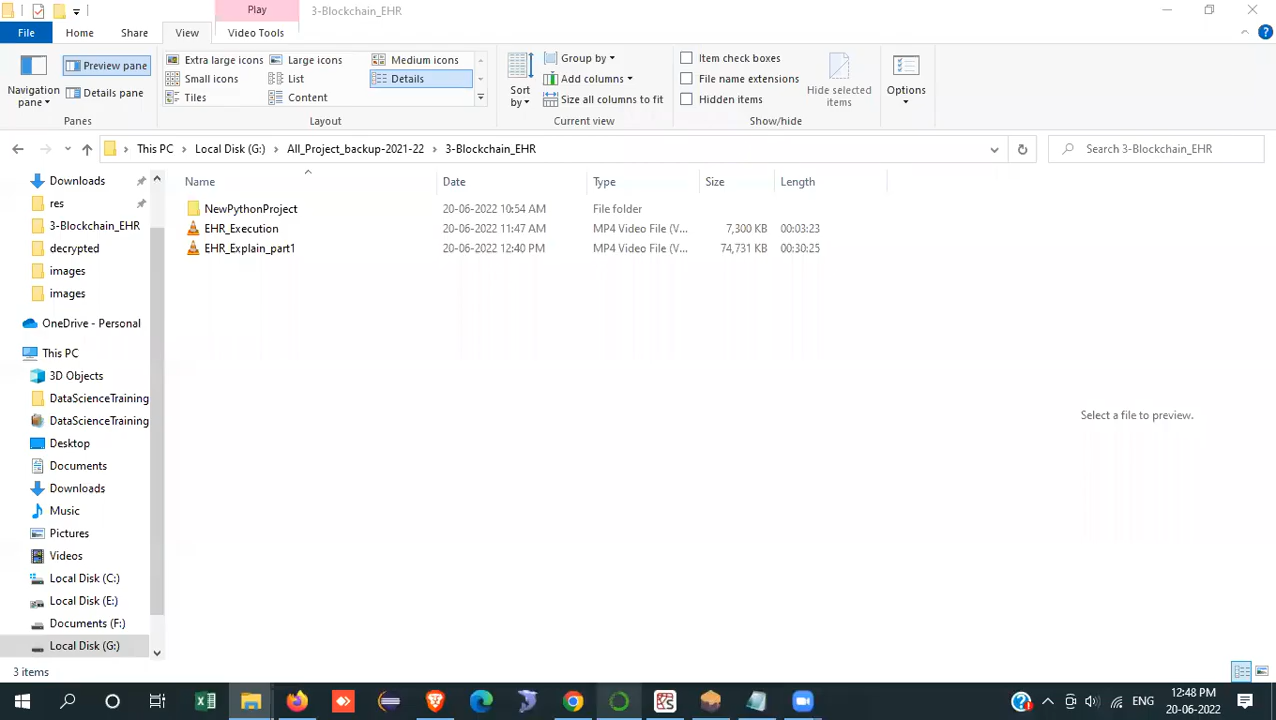 Play
3-Blockchain_EHR
File
Home
Share
View
Video Tools
Navigation pane
Preview pane
Details pane
Panes
Extra large icons
Large icons
Medium icons
Small icons
List
Details
Tiles
Content
Layout
Sort by
Group by
Add columns
Size all columns to fit
Current view
Item check boxes
File name extensions
Hidden items
Hide selected items
Show/hide
Options
This PC
Local Disk (G:)
All_Project_backup-2021-22
3-Blockchain_EHR
Search 3-Blockchain_EHR
Downloads
res
3-Blockchain_EHR
decrypted
images
images
OneDrive - Personal
This PC
3D Objects
DataScienceTraining
DataScienceTraining
Desktop
Documents
Downloads
Music
Pictures
Videos
Local Disk (C:)
Local Disk (E:)
Documents (F:)
Local Disk (G:)
Name Date Type Size Length
NewPythonProject 20-06-2022 10:54 AM File folder
EHR_Execution 20-06-2022 11:47 AM MP4 Video File (V... 7,300 KB 00:03:23
EHR_Explain_part1 20-06-2022 12:40 PM MP4 Video File (V... 74,731 KB 00:30:25
Select a file to preview.
3 items
ENG
12:48 PM
20-06-2022